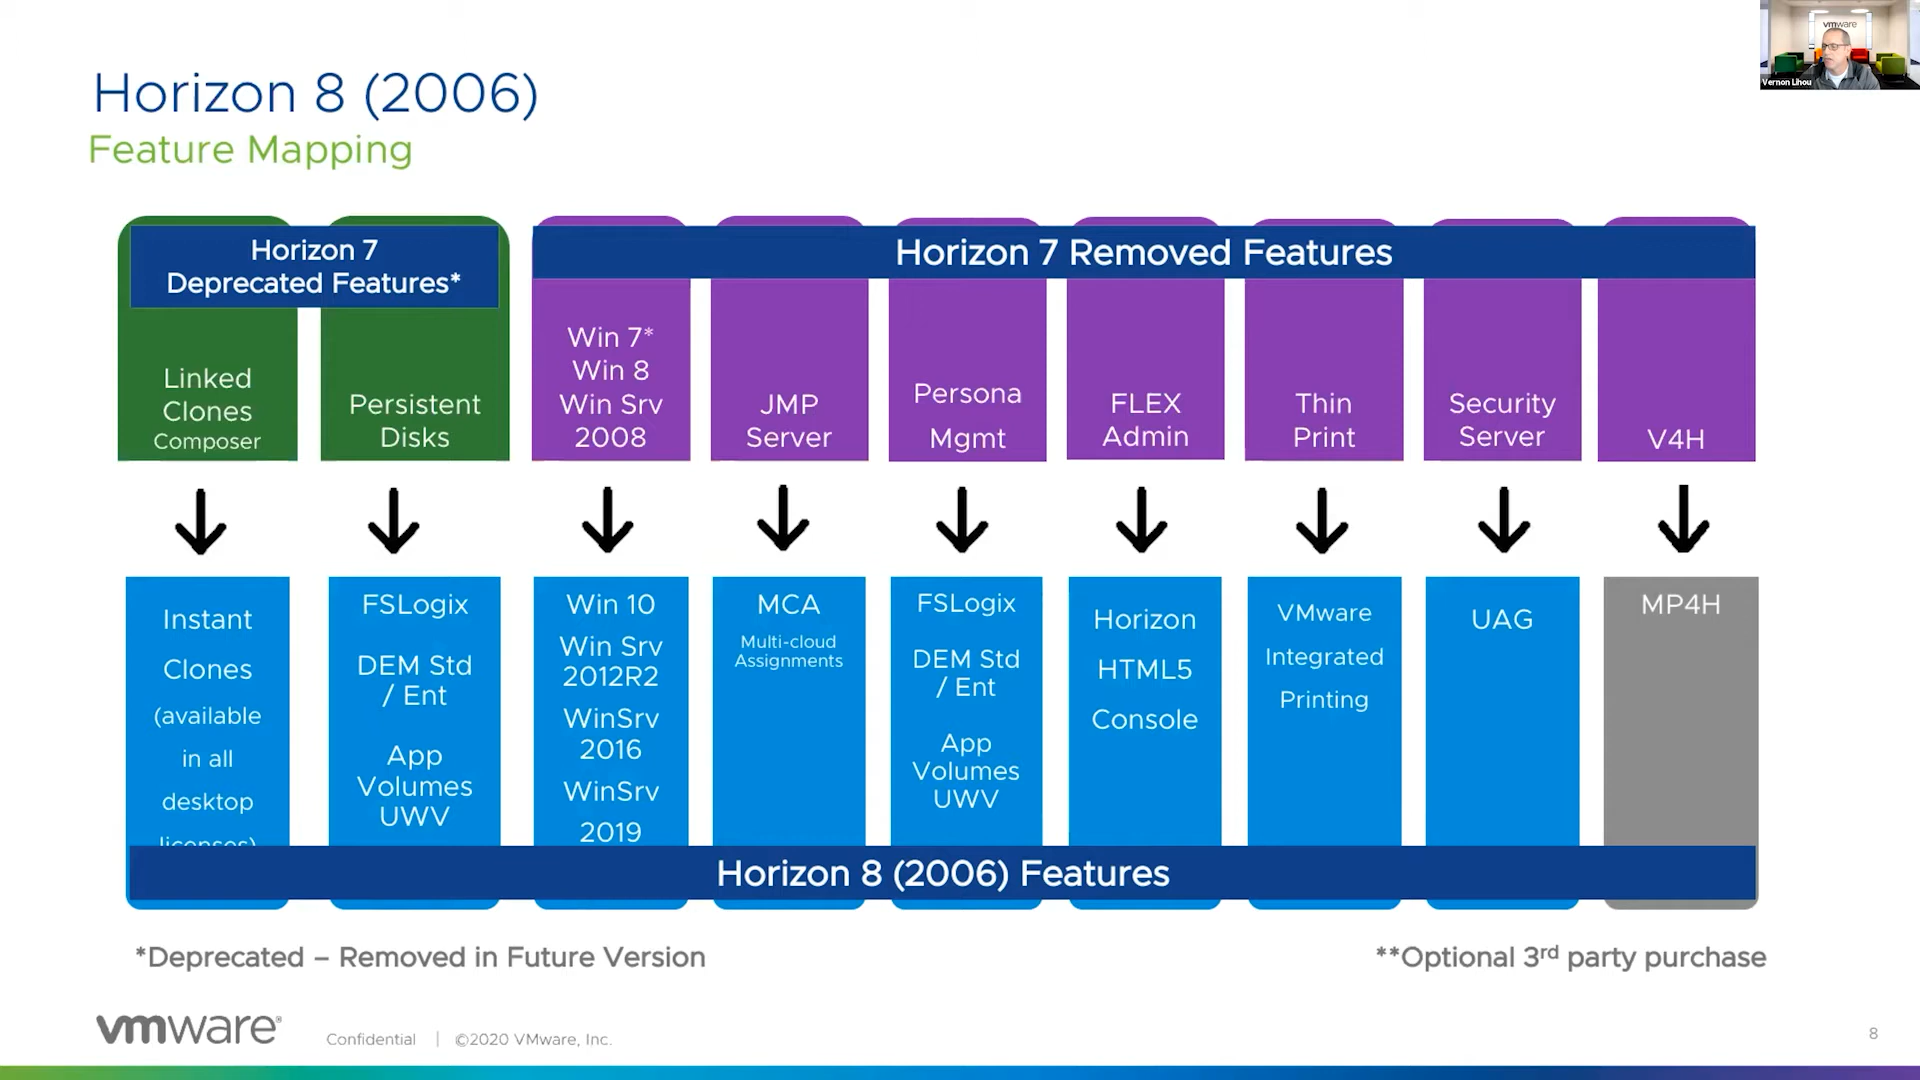 vmware
Vernon Lihou
Horizon 8 (2006)
Feature Mapping
Horizon 7
Deprecated Features*
Horizon 7 Removed Features
Linked
Clones
Composer
Persistent
Disks
Win 7*
Win 8
Win Srv
2008
JMP
Server
Persona
Mgmt
FLEX
Admin
Thin
Print
Security
Server
V4H
Instant
Clones
(available
in all
desktop
licenses)
FSLogix
DEM Std
/ Ent
App
Volumes
UWV
Win 10
Win Srv
2012R2
WinSrv
2016
WinSrv
2019
MCA
Multi-cloud
Assignments
FSLogix
DEM Std
/ Ent
App
Volumes
UWV
Horizon
HTML5
Console
VMware
Integrated
Printing
UAG
MP4H
Horizon 8 (2006) Features
*Deprecated – Removed in Future Version
**Optional 3rd party purchase
vmware®
Confidential | ©2020 VMware, Inc.
8